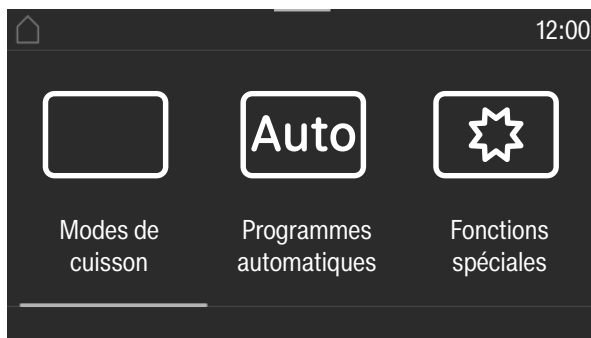 12:00
Auto
Modes de
cuisson
Programmes
automatiques
Fonctions
spéciales